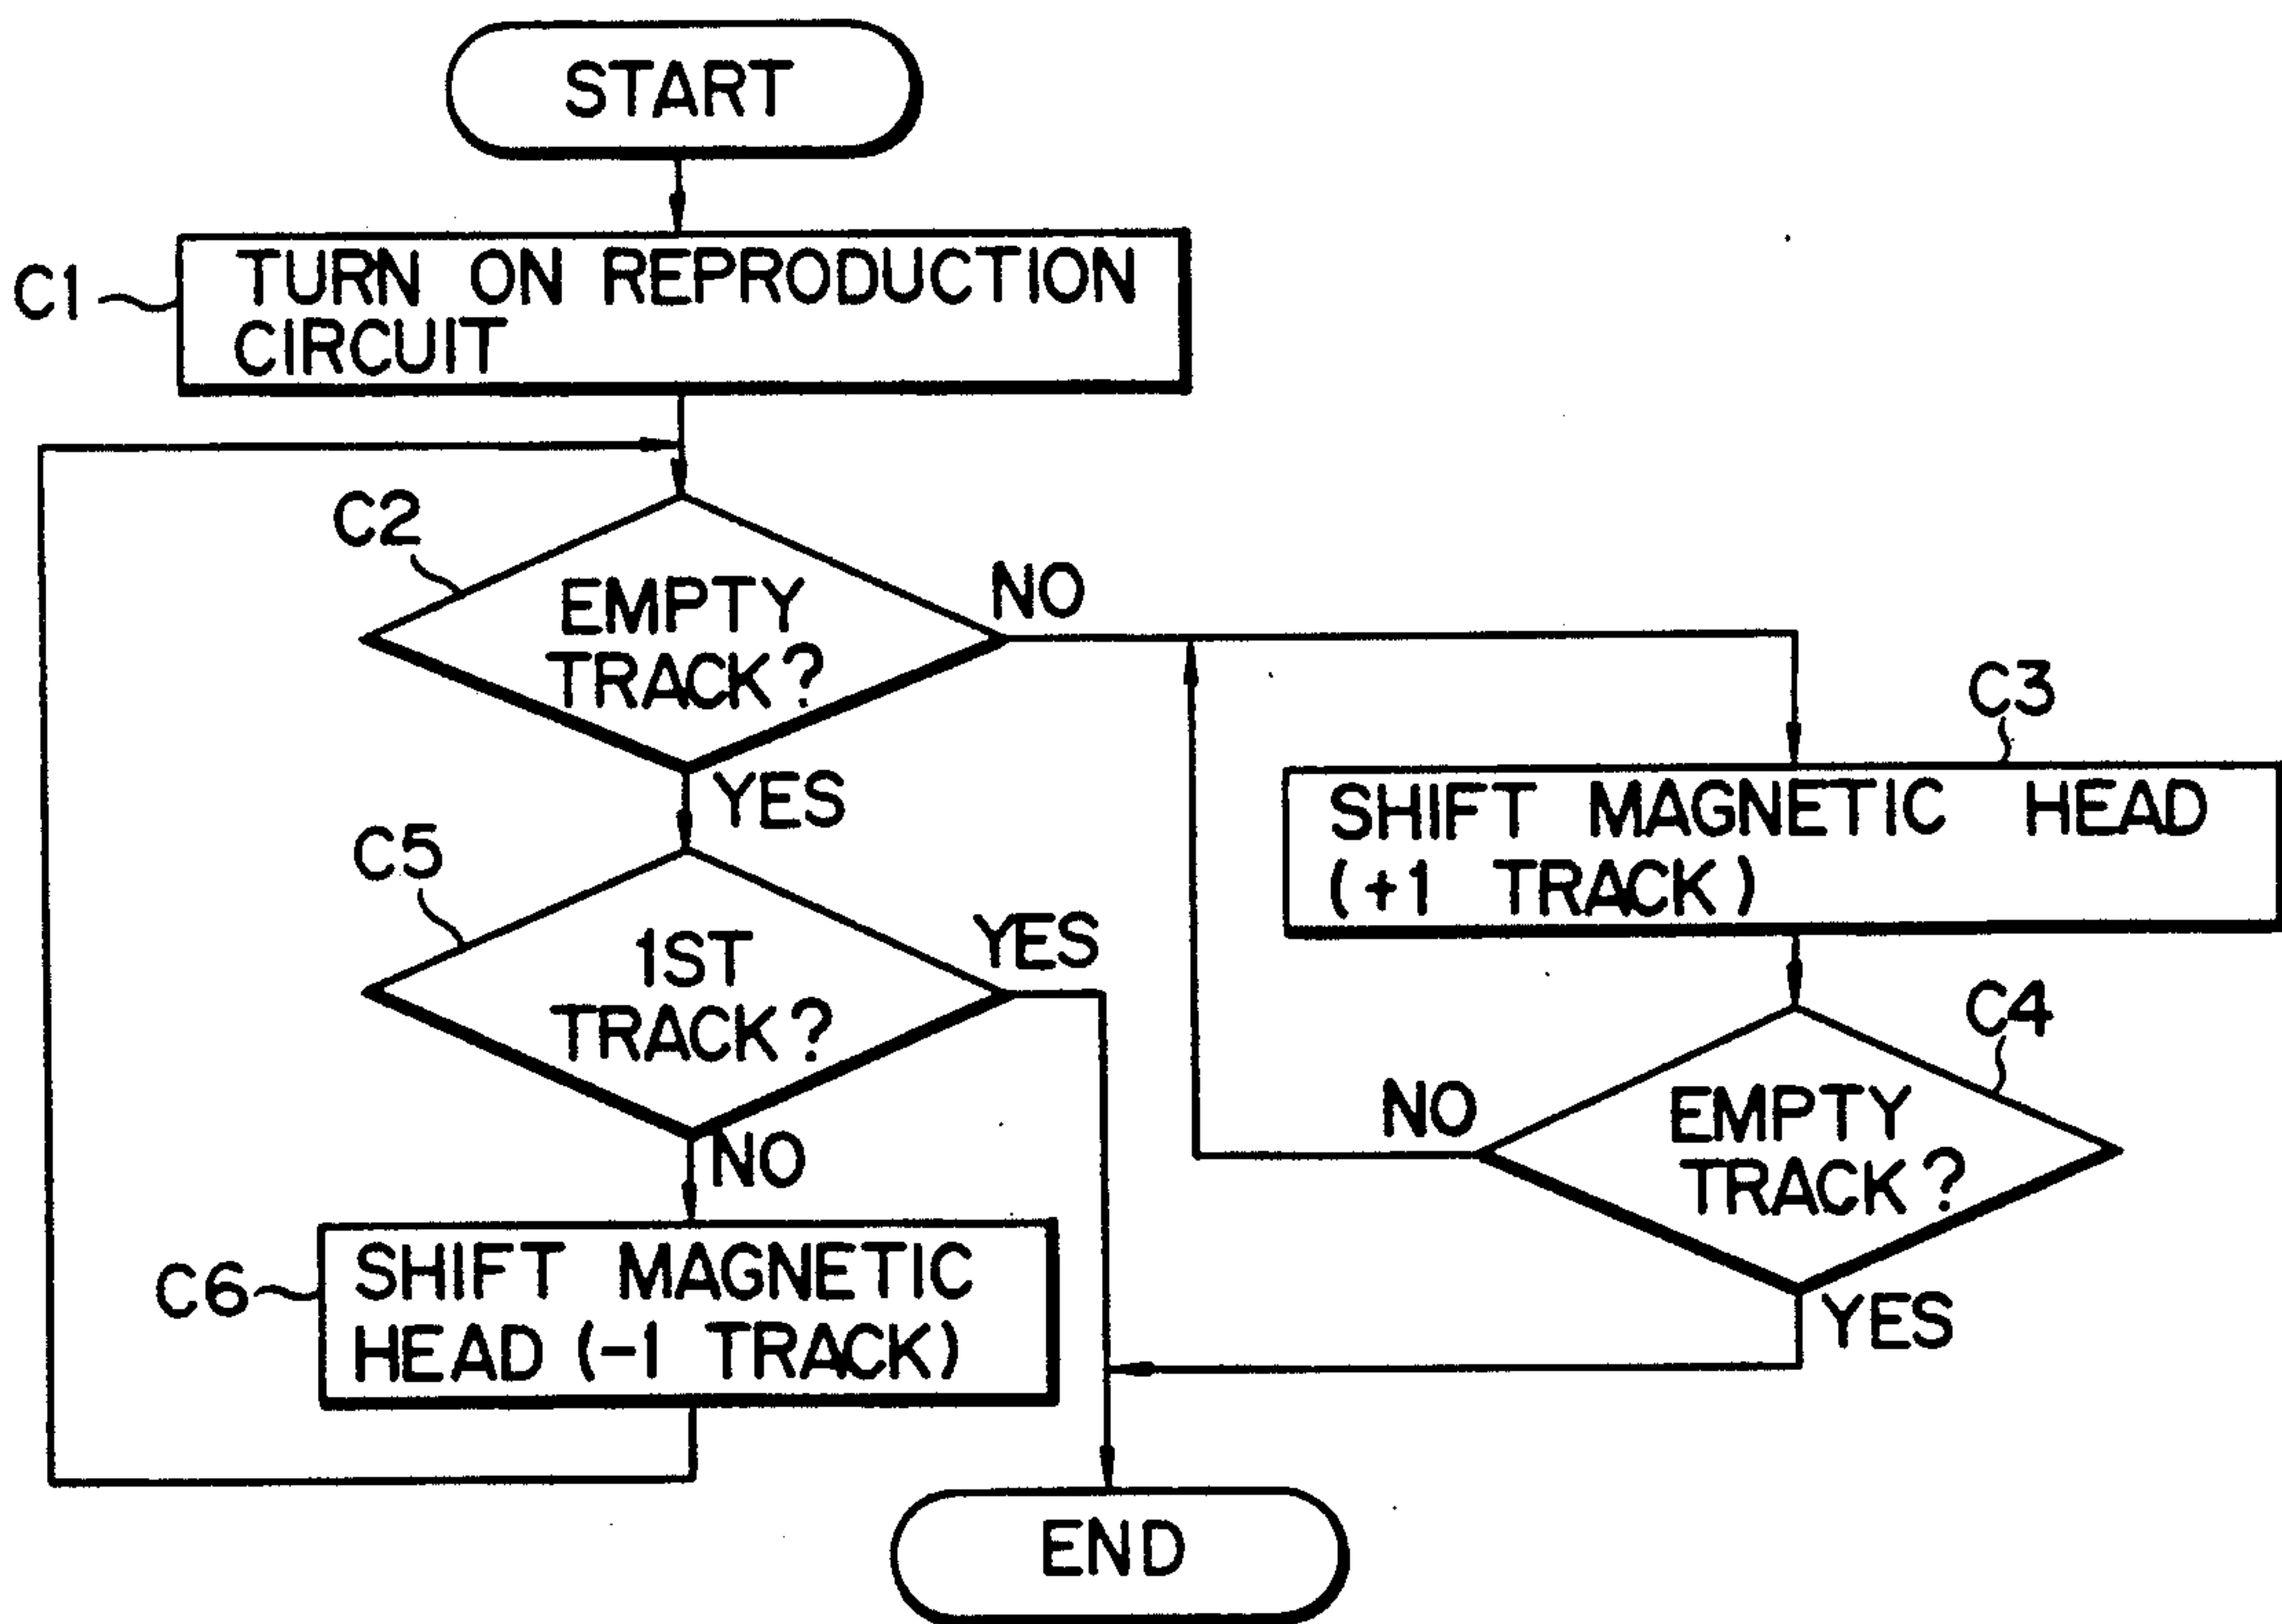 START
C1
TURN ON REPRODUCTION
CIRCUIT
C2
EMPTY
TRACK?
NO
YES
C3
SHIFT MAGNETIC HEAD
(+1 TRACK)
C5
1ST
TRACK?
YES
NO
C4
EMPTY
TRACK?
NO
YES
C6
SHIFT MAGNETIC
HEAD (-1 TRACK)
END